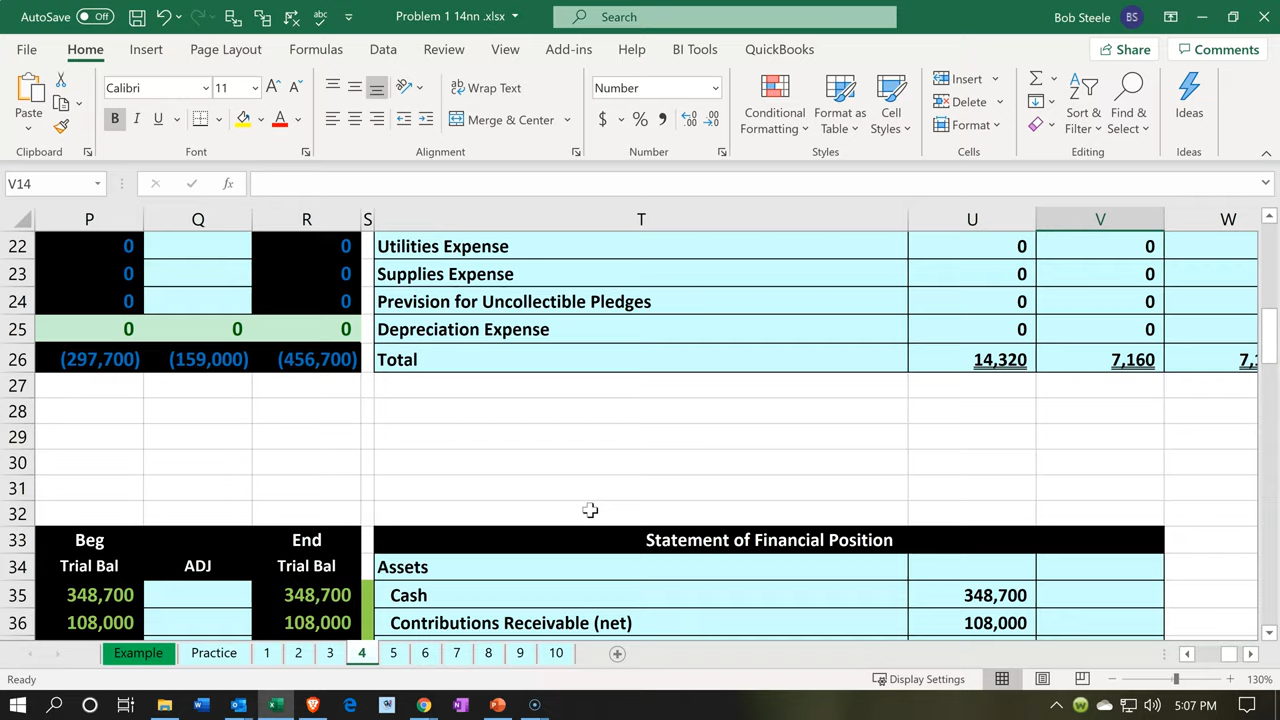 AutoSave Off Problem 1 14nn .xlsx Search Bob Steele BS
File Home Insert Page Layout Formulas Data Review View Add-ins Help BI Tools QuickBooks Share Comments
Calibri 11 Wrap Text Number Insert
Paste B I U Merge & Center $ % Conditional Formatting Format as Table Cell Styles Delete Format Sort & Filter Find & Select Ideas
Clipboard Font Alignment Number Styles Cells Editing Ideas
V14 fx
P Q R S T U V W
22 0 0 Utilities Expense 0 0
23 0 0 Supplies Expense 0 0
24 0 0 Prevision for Uncollectible Pledges 0 0
25 0 0 0 Depreciation Expense 0 0
26 (297,700) (159,000) (456,700) Total 14,320 7,160
27
28
29
30
31
32
33 Beg End Statement of Financial Position
34 Trial Bal ADJ Trial Bal Assets
35 348,700 348,700 Cash 348,700
36 108,000 108,000 Contributions Receivable (net) 108,000
Example Practice 1 2 3 4 5 6 7 8 9 10
Ready Display Settings 130%
5:07 PM